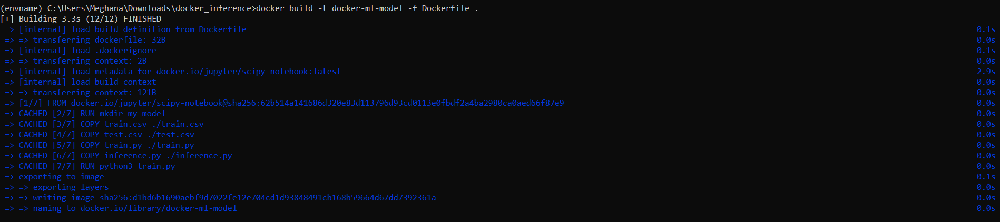 (envname) C:\Users\Meghana\Downloads\docker_inference>docker build -t docker-ml-model -f Dockerfile .
[+] Building 3.3s (12/12) FINISHED
=> [internal] load build definition from Dockerfile 0.1s
=> => transferring dockerfile: 32B 0.0s
=> [internal] load .dockerignore 0.1s
=> => transferring context: 2B 0.0s
=> [internal] load metadata for docker.io/jupyter/scipy-notebook:latest 2.9s
=> [internal] load build context 0.0s
=> => transferring context: 121B 0.0s
=> [1/7] FROM docker.io/jupyter/scipy-notebook@sha256:62b514a141686d320e83d113796d93cd0113e0fbdf2a4ba2980ca0aed66f87e9 0.0s
=> CACHED [2/7] RUN mkdir my-model 0.0s
=> CACHED [3/7] COPY train.csv ./train.csv 0.0s
=> CACHED [4/7] COPY test.csv ./test.csv 0.0s
=> CACHED [5/7] COPY train.py ./train.py 0.0s
=> CACHED [6/7] COPY inference.py ./inference.py 0.0s
=> CACHED [7/7] RUN python3 train.py 0.0s
=> exporting to image 0.1s
=> => exporting layers 0.0s
=> => writing image sha256:d1bd6b1690aebf9d7022fe12e704cd1d93848491cb168b59664d67dd7392361a 0.0s
=> => naming to docker.io/library/docker-ml-model 0.0s